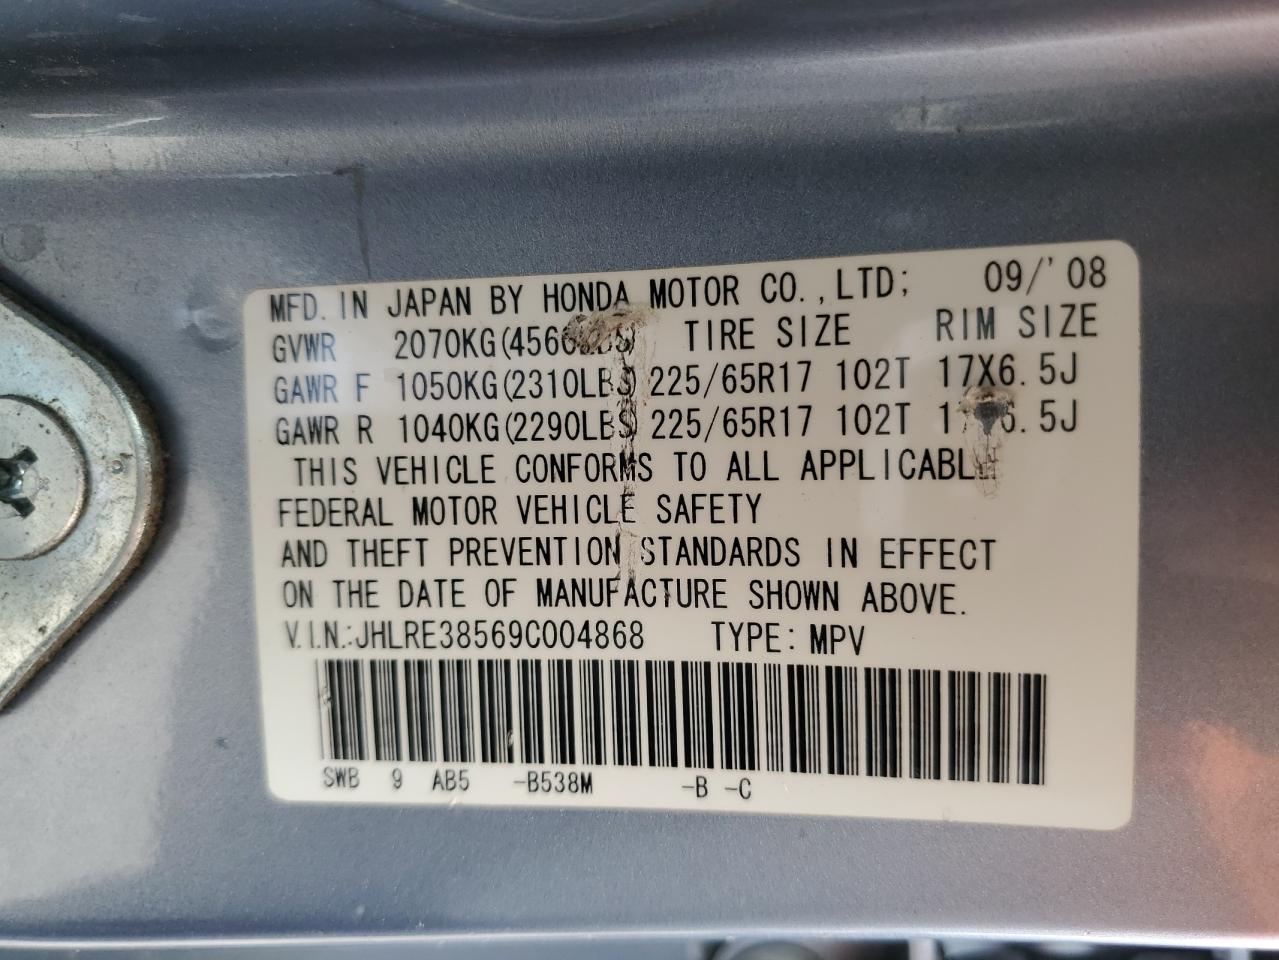 MFD. IN JAPAN BY HONDA MOTOR CO., LTD; 09/'08
GVWR 2070KG(4560LBS) TIRE SIZE RIM SIZE
GAWR F 1050KG(2310LBS) 225/65R17 102T 17X6.5J
GAWR R 1040KG(2290LBS) 225/65R17 102T 17X6.5J
THIS VEHICLE CONFORMS TO ALL APPLICABLE
FEDERAL MOTOR VEHICLE SAFETY
AND THEFT PREVENTION STANDARDS IN EFFECT
ON THE DATE OF MANUFACTURE SHOWN ABOVE.
V.I.N.:JHLRE38569C004868 TYPE: MPV
SWB 9 AB5 -B538M -B -C